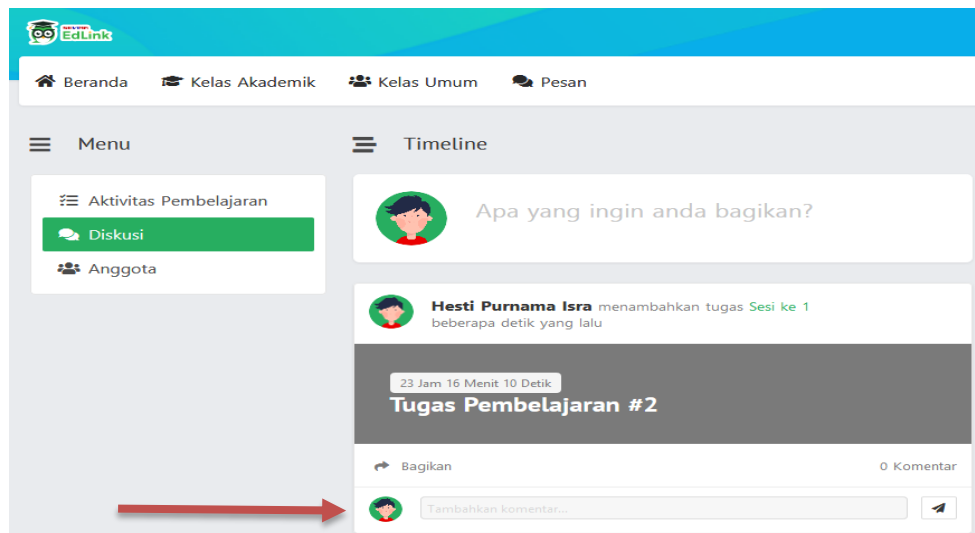 SEVIMA
EdLink
Beranda Kelas Akademik Kelas Umum Pesan
Menu
Aktivitas Pembelajaran
Diskusi
Anggota
Timeline
Apa yang ingin anda bagikan?
Hesti Purnama Isra menambahkan tugas Sesi ke 1
beberapa detik yang lalu
23 Jam 16 Menit 10 Detik
Tugas Pembelajaran #2
Bagikan 0 Komentar
Tambahkan komentar...